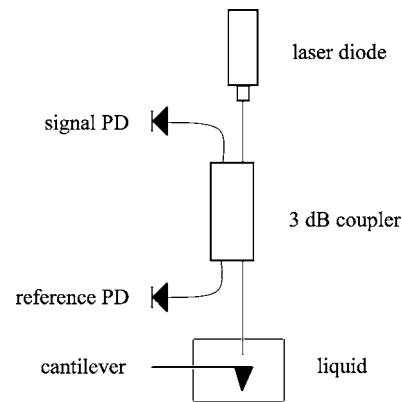 laser diode
signal PD
3 dB coupler
reference PD
cantilever
liquid